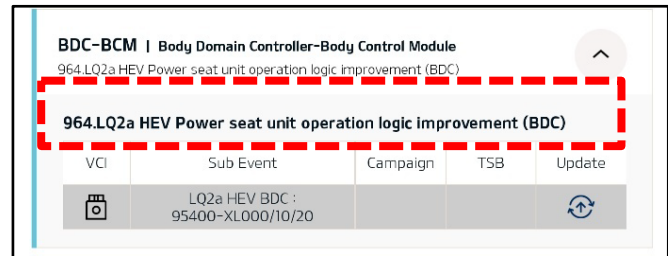 BDC-BCM | Body Domain Controller-Body Control Module
964.LQ2a HEV Power seat unit operation logic improvement (BDC)
964.LQ2a HEV Power seat unit operation logic improvement (BDC)
VCI Sub Event Campaign TSB Update
LQ2a HEV BDC :
95400-XL000/10/20